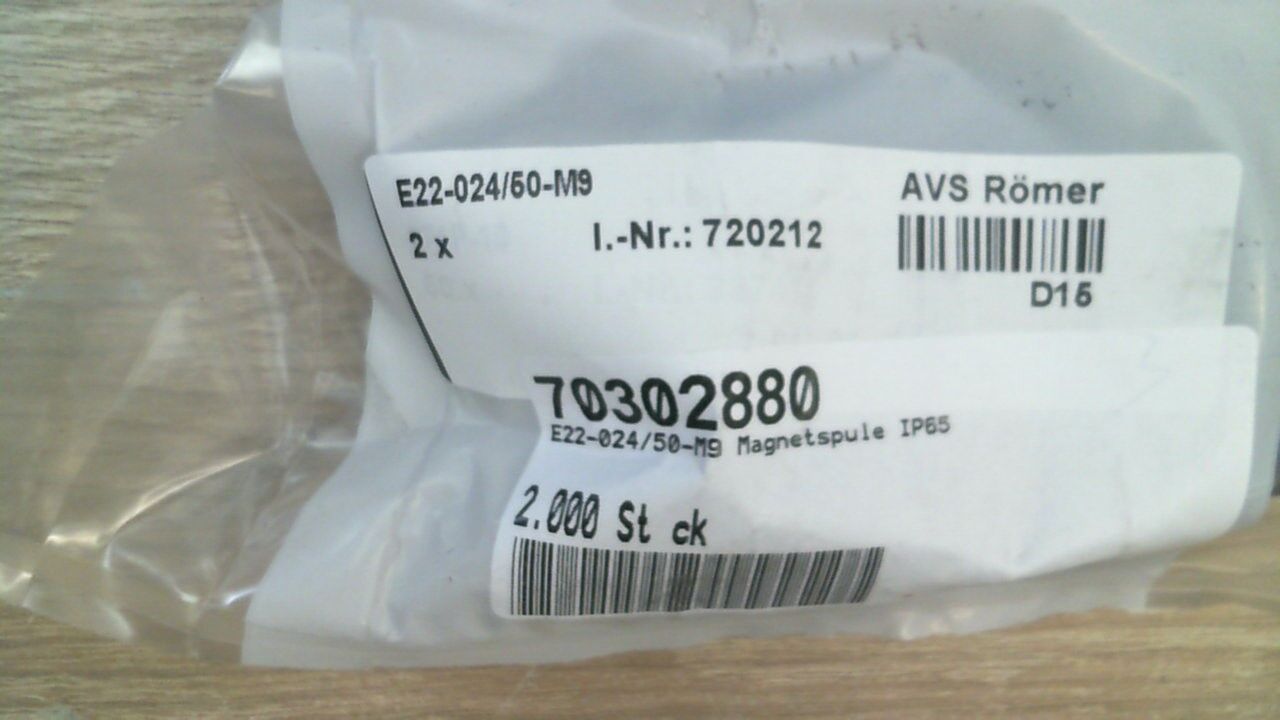 E22-024/50-M9
AVS Römer
2 x
I.-Nr.: 720212
D15
70302880
E22-024/50-M9 Magnetspule IP65
2.000 St ck